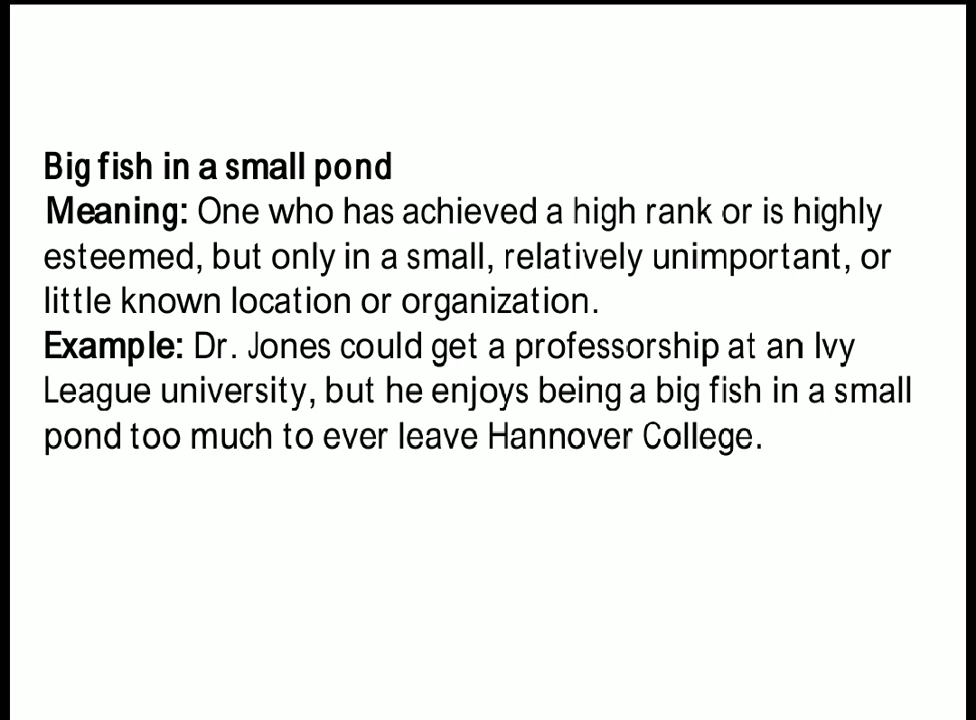 Big fish in a small pond
Meaning: One who has achieved a high rank or is highly
esteemed, but only in a small, relatively unimportant, or
little known location or organization.
Example: Dr. Jones could get a professorship at an Ivy
League university, but he enjoys being a big fish in a small
pond too much to ever leave Hannover College.